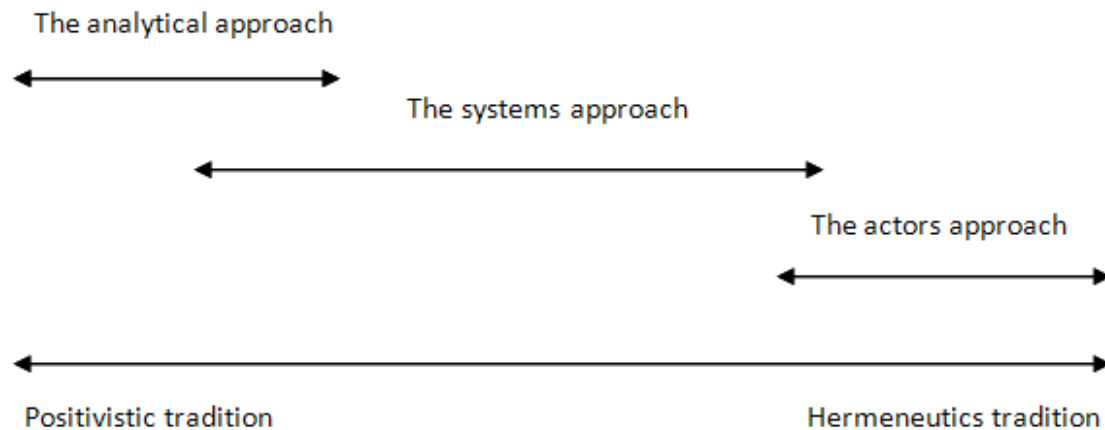 The analytical approach
The systems approach
The actors approach
Positivistic tradition
Hermeneutics tradition